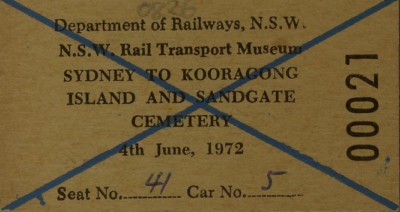 Department of Railways, N.S.W.
N.S.W. Rail Transport Museum
SYDNEY TO KOORAGONG
ISLAND AND SANDGATE
CEMETERY
4th June, 1972
Seat No. 41 Car No. 5
00021